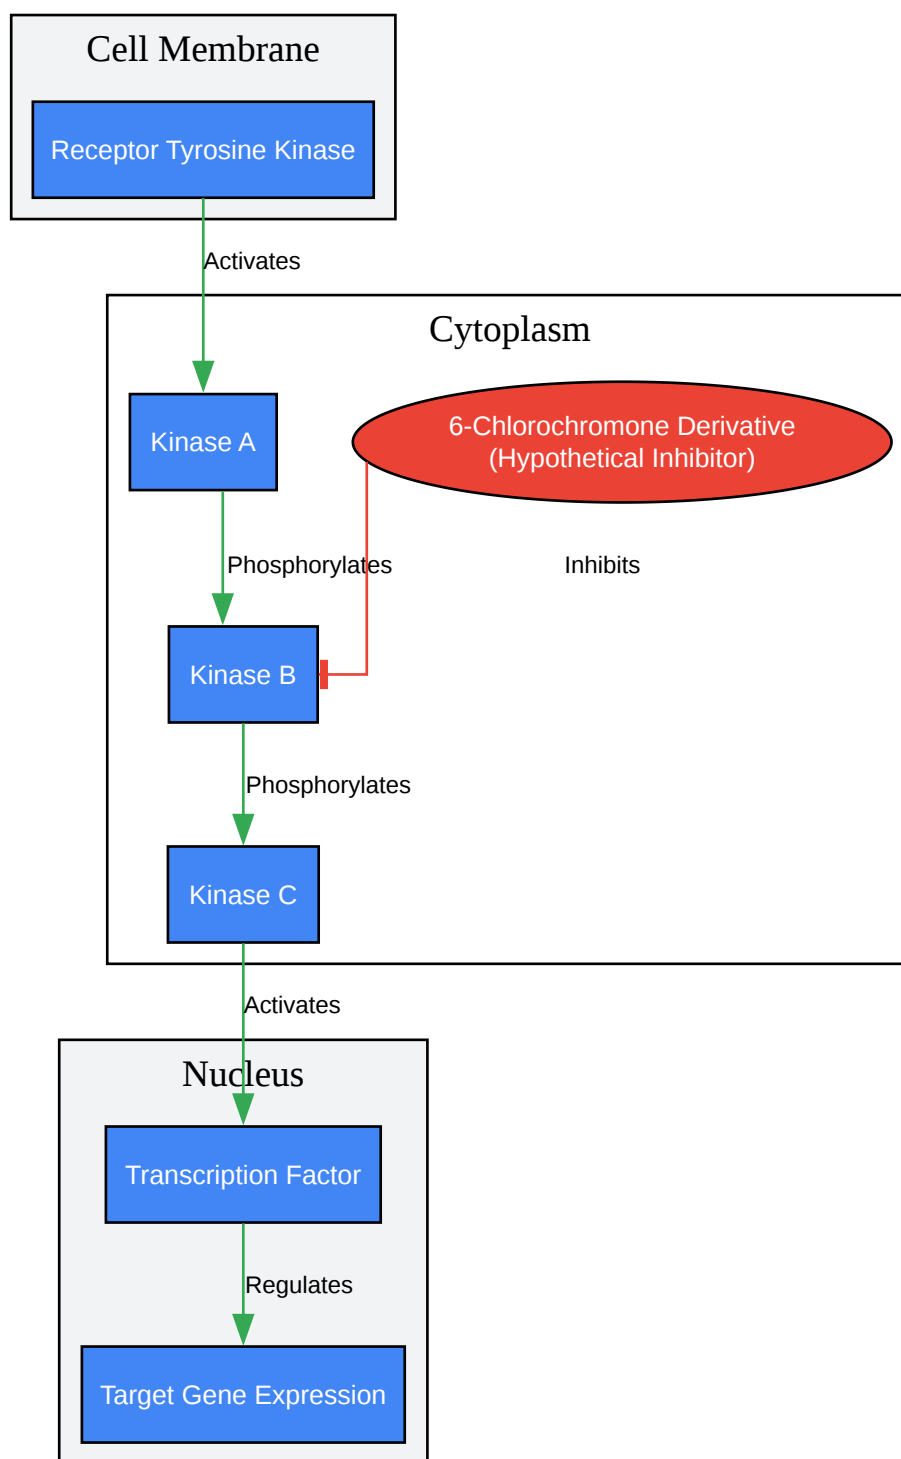 Cell Membrane
Receptor Tyrosine Kinase
Activates
Cytoplasm
Kinase A
6-Chlorochromone Derivative
(Hypothetical Inhibitor)
Phosphorylates
Inhibits
Kinase B
Phosphorylates
Kinase C
Activates
Nucleus
Transcription Factor
Regulates
Target Gene Expression